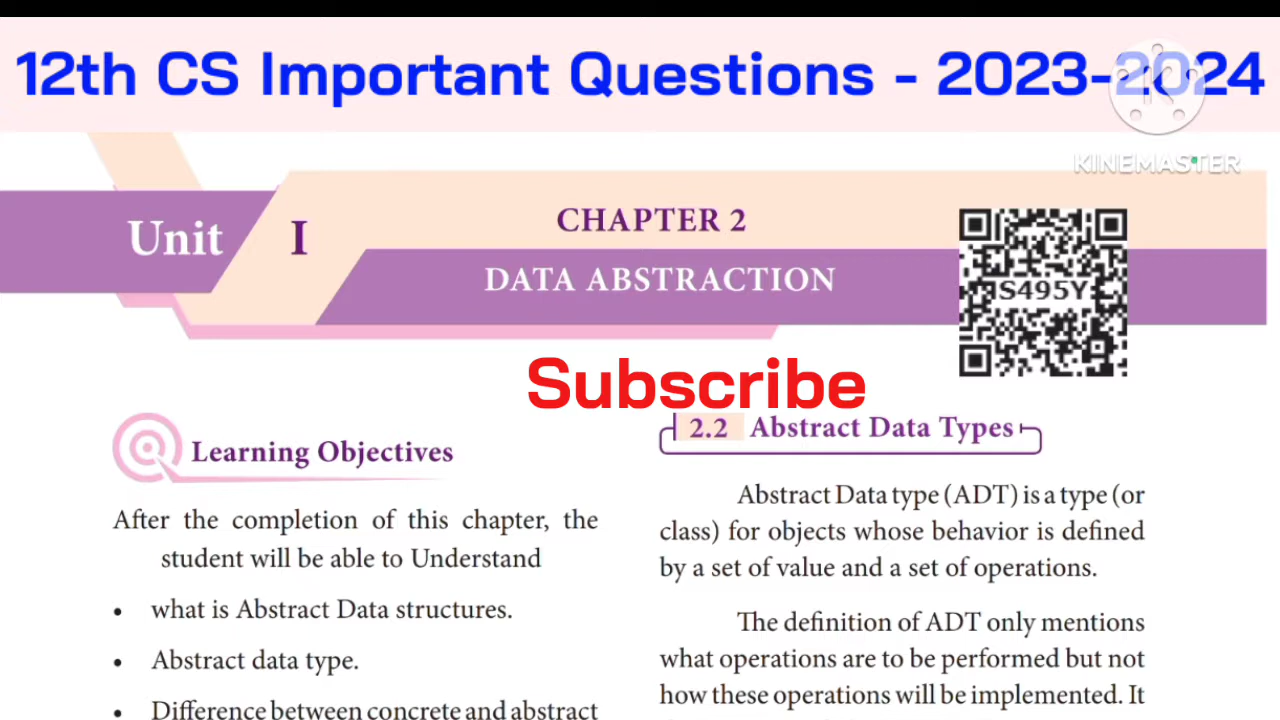 12th CS Important Questions - 2023-2024
KINEMASTER
Unit I
CHAPTER 2
DATA ABSTRACTION
S495Y
Subscribe
Learning Objectives
After the completion of this chapter, the
student will be able to Understand
• what is Abstract Data structures.
• Abstract data type.
• Difference between concrete and abstract
2.2 Abstract Data Types
Abstract Data type (ADT) is a type (or
class) for objects whose behavior is defined
by a set of value and a set of operations.
The definition of ADT only mentions
what operations are to be performed but not
how these operations will be implemented. It